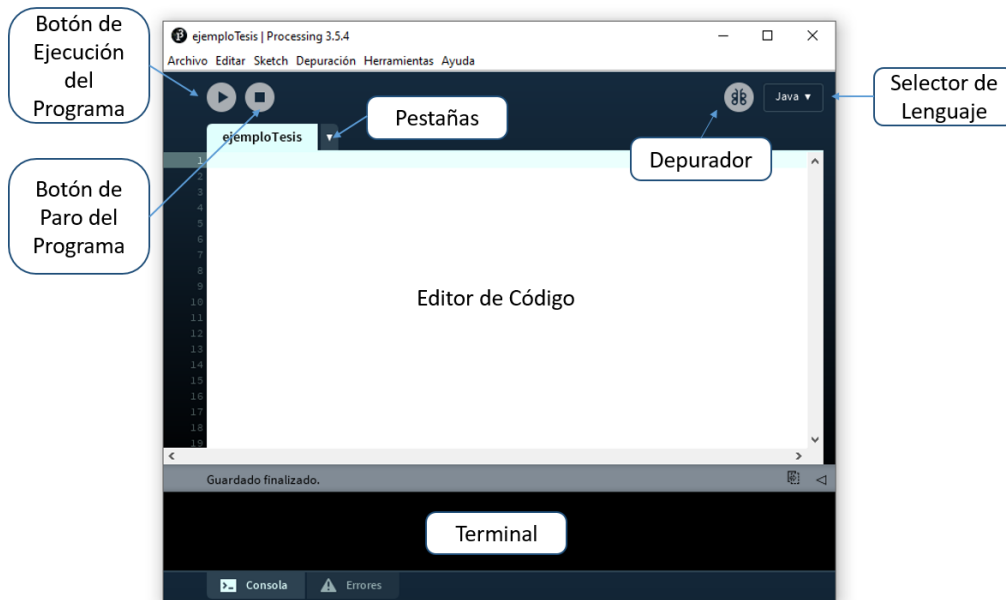 Botón de
Ejecución
del
Programa
ejemploTesis | Processing 3.5.4
Archivo Editar Sketch Depuración Herramientas Ayuda
Java
Selector de
Lenguaje
Pestañas
ejemploTesis
Depurador
Botón de
Paro del
Programa
1
2
3
4
5
6
7
8
9
10
11
12
13
14
15
16
17
18
19
Editor de Código
Guardado finalizado.
Terminal
Consola
Errores